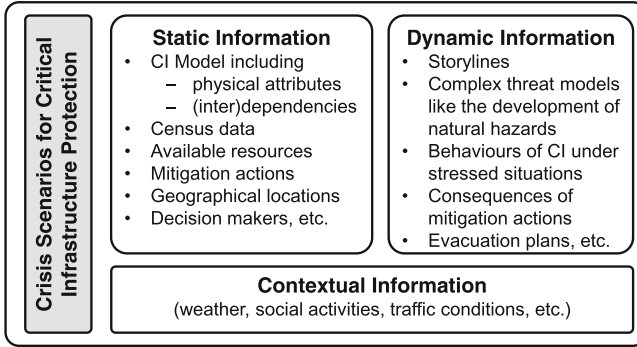 Crisis Scenarios for Critical
Infrastructure Protection
Static Information
• CI Model including
– physical attributes
– (inter)dependencies
• Census data
• Available resources
• Mitigation actions
• Geographical locations
• Decision makers, etc.
Dynamic Information
• Storylines
• Complex threat models
like the development of
natural hazards
• Behaviours of CI under
stressed situations
• Consequences of
mitigation actions
• Evacuation plans, etc.
Contextual Information
(weather, social activities, traffic conditions, etc.)